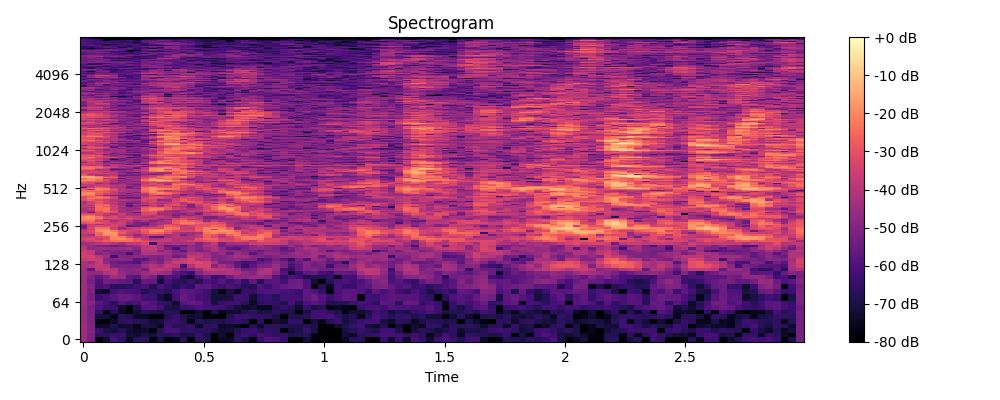 Spectrogram
+0 dB
4096
-10 dB
2048
-20 dB
1024
-30 dB
Hz
512
-40 dB
256
-50 dB
128
-60 dB
64
-70 dB
0
-80 dB
0 0.5 1 1.5 2 2.5
Time